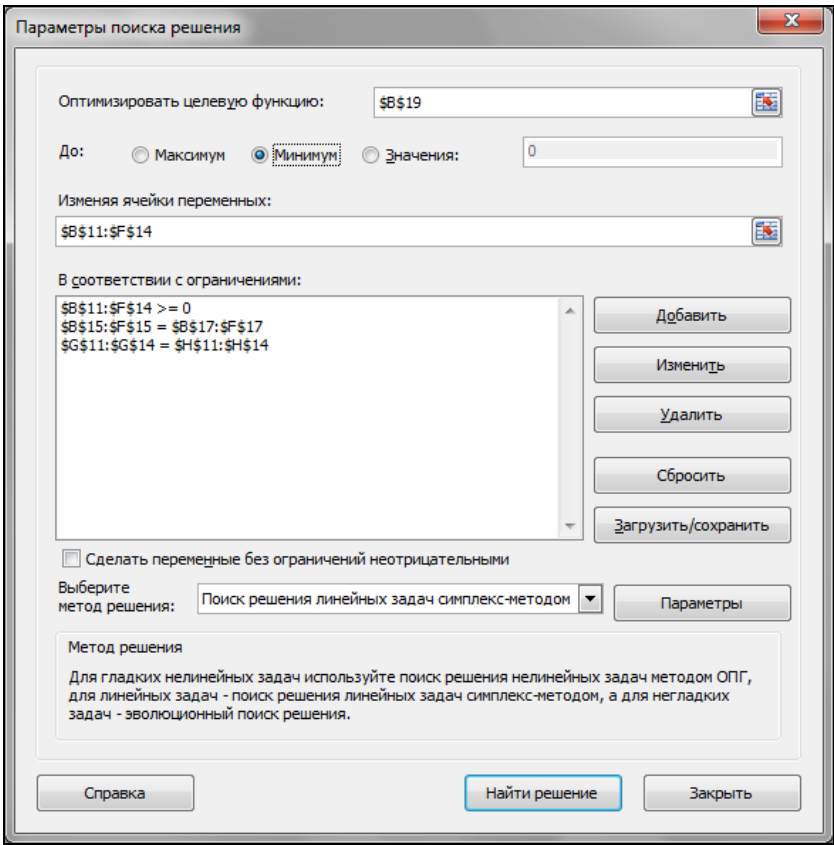 Параметры поиска решения
Оптимизировать целевую функцию: $B$19
До: Максимум Минимум Значения: 0
Изменяя ячейки переменных:
$B$11:$F$14
В соответствии с ограничениями:
$B$11:$F$14 >= 0
$B$15:$F$15 = $B$17:$F$17
$G$11:$G$14 = $H$11:$H$14
Добавить
Изменить
Удалить
Сбросить
Загрузить/сохранить
Сделать переменные без ограничений неотрицательными
Выберите
метод решения: Поиск решения линейных задач симплекс-методом Параметры
Метод решения
Для гладких нелинейных задач используйте поиск решения нелинейных задач методом ОПГ,
для линейных задач - поиск решения линейных задач симплекс-методом, а для негладких
задач - эволюционный поиск решения.
Справка Найти решение Закрыть